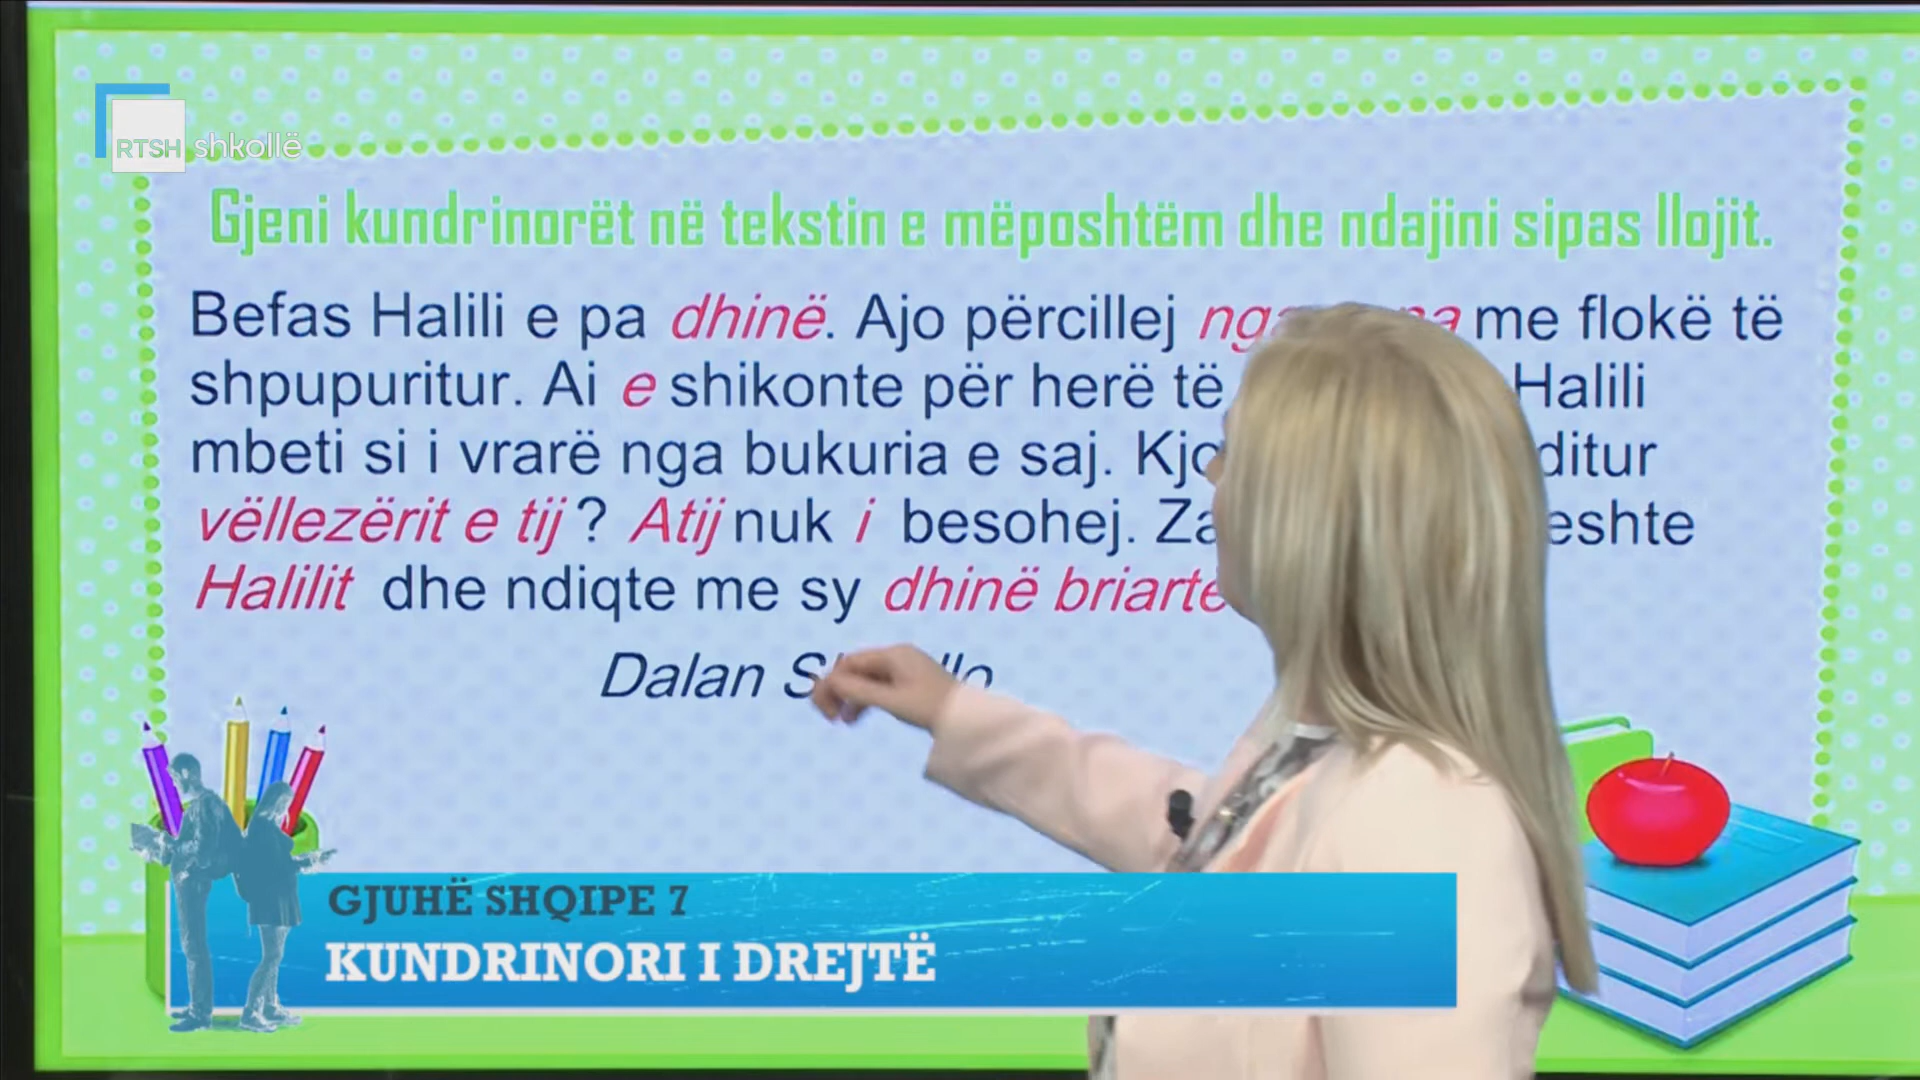 RTSH shkollë
Gjeni kundrinorët në tekstin e mëposhtëm dhe ndajini sipas llojit.
Befas Halili e pa dhinë. Ajo përcillej me flokë të
shpupuritur. Ai e shikonte për herë të Halili
mbeti si i vrarë nga bukuria e saj.
vëllezërit e tij? Atij nuk i besohej.
Halilit dhe ndiqte me sy dhinë
Dalan
GJUHË SHQIPE 7
KUNDRINORI I DREJTË